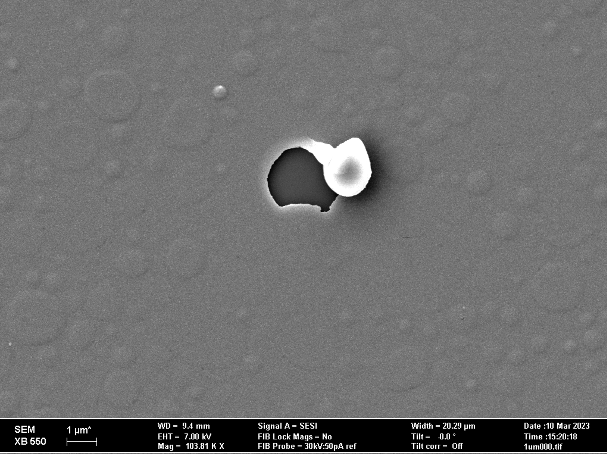 SEM
XB 550
1 µm*
WD = 9.4 mm
EHT = 7.00 kV
Mag = 103.81 K X
Signal A = SESI
FIB Lock Mags = No
FIB Probe = 30kV:50pA ref
Width = 20.29 µm
Tilt = -0.0 °
Tilt corr = Off
Date :10 Mar 2023
Time :15:20:18
1um000.tif